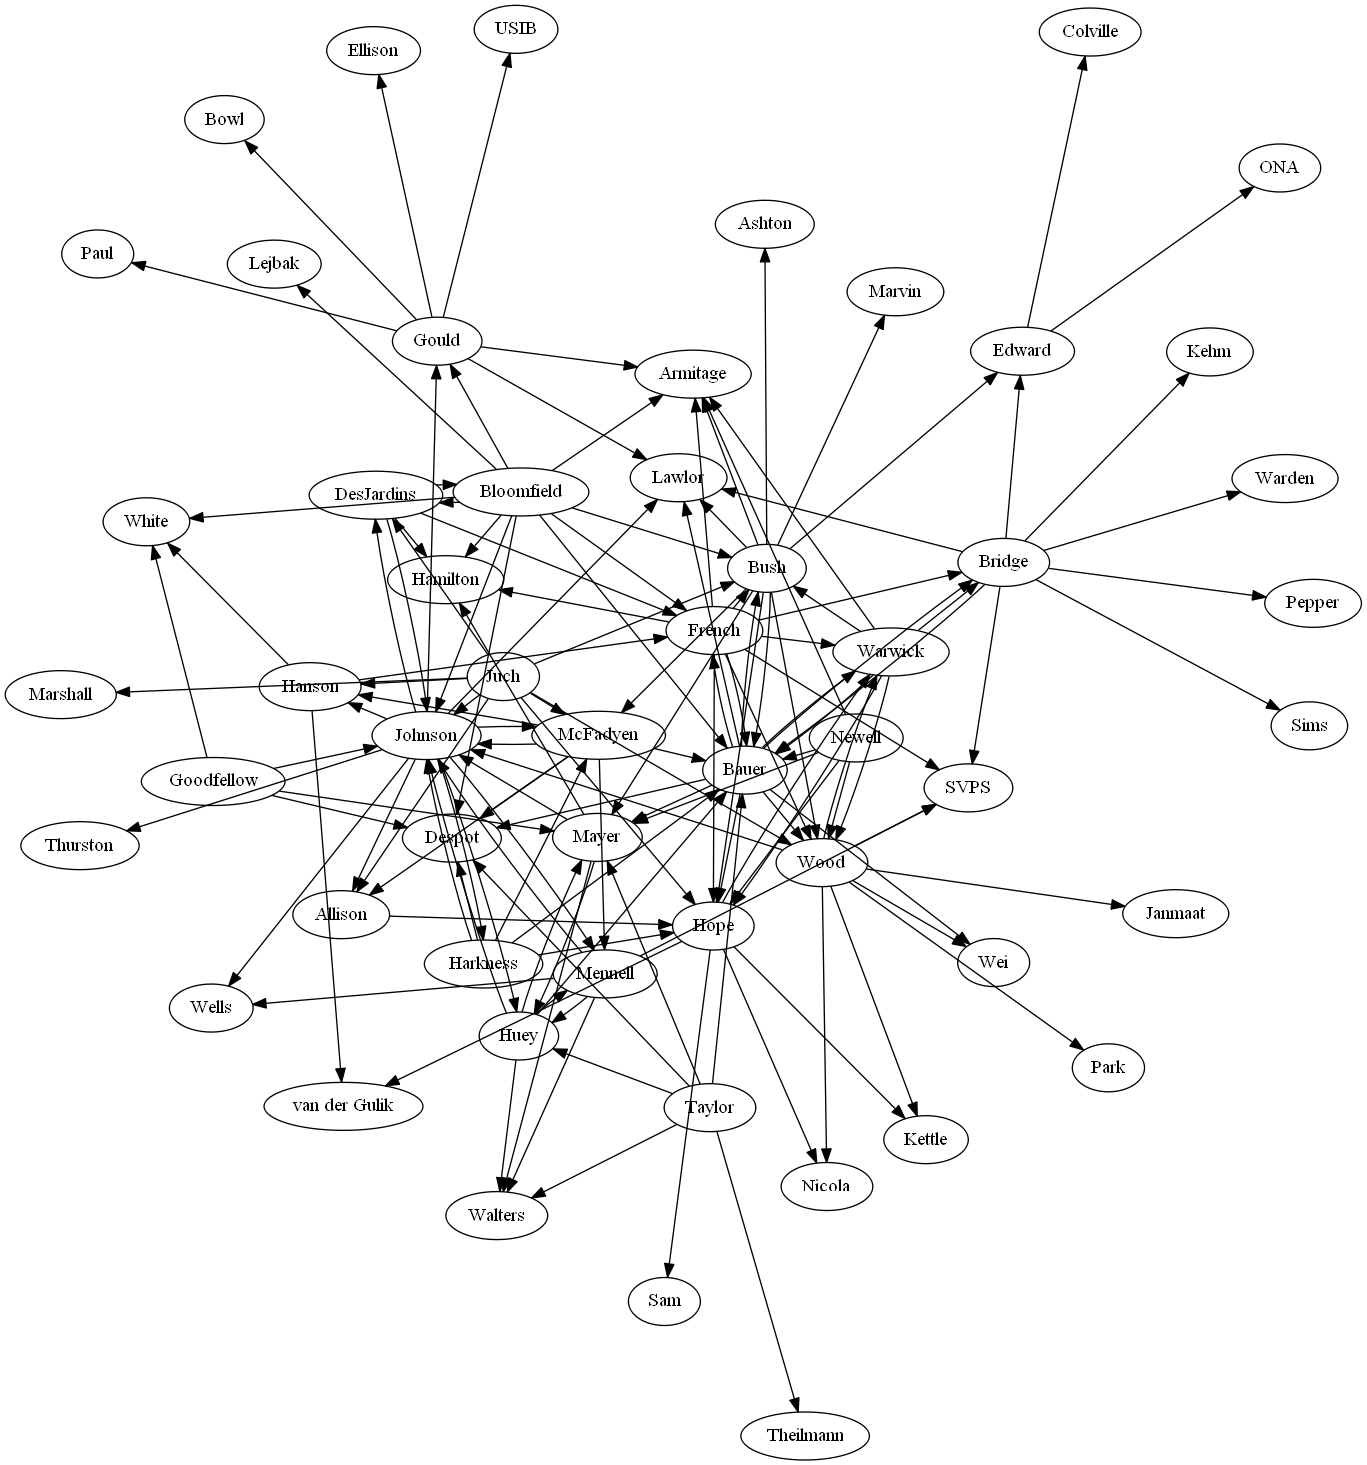 USIB
Colville
Ellison
Bowl
ONA
Ashton
Paul
Lejbak
Marvin
Gould
Edward
Kehm
Armitage
Lawlor
Warden
Bloomfield
DesJardins
White
Bridge
Bush
Hamilton
Pepper
French
Warwick
Juch
Hanson
Marshall
Sims
Johnson
McFadyen
Newell
Bauer
Goodfellow
SVPS
Thurston
Despot
Mayer
Wood
Allison
Janmaat
Hope
Harkness
Wei
Mennell
Wells
Huey
Park
van der Gulik
Taylor
Kettle
Nicola
Walters
Sam
Theilmann